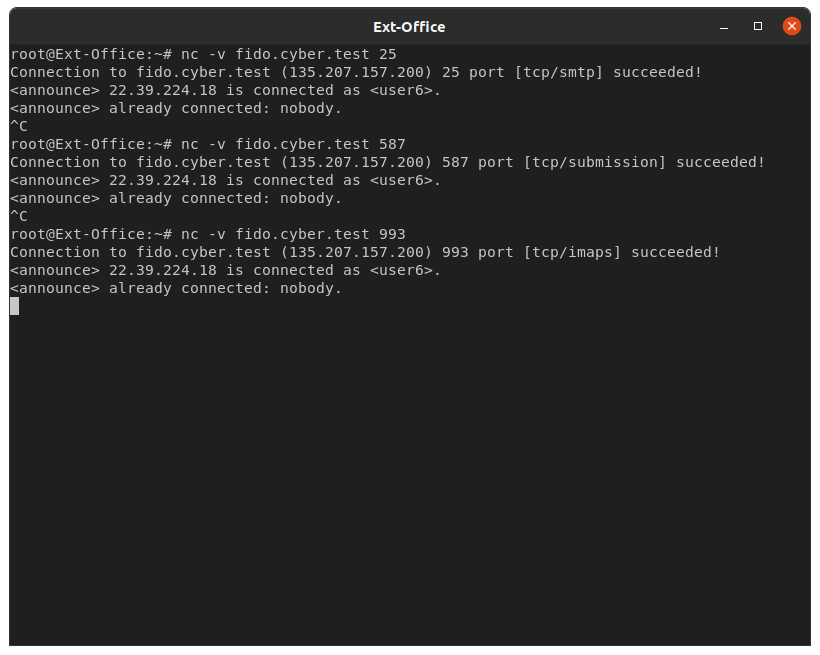 Ext-Office
root@Ext-Office:~# nc -v fido.cyber.test 25
Connection to fido.cyber.test (135.207.157.200) 25 port [tcp/smtp] succeeded!
<announce> 22.39.224.18 is connected as <user6>.
<announce> already connected: nobody.
^C
root@Ext-Office:~# nc -v fido.cyber.test 587
Connection to fido.cyber.test (135.207.157.200) 587 port [tcp/submission] succeeded!
<announce> 22.39.224.18 is connected as <user6>.
<announce> already connected: nobody.
^C
root@Ext-Office:~# nc -v fido.cyber.test 993
Connection to fido.cyber.test (135.207.157.200) 993 port [tcp/imaps] succeeded!
<announce> 22.39.224.18 is connected as <user6>.
<announce> already connected: nobody.